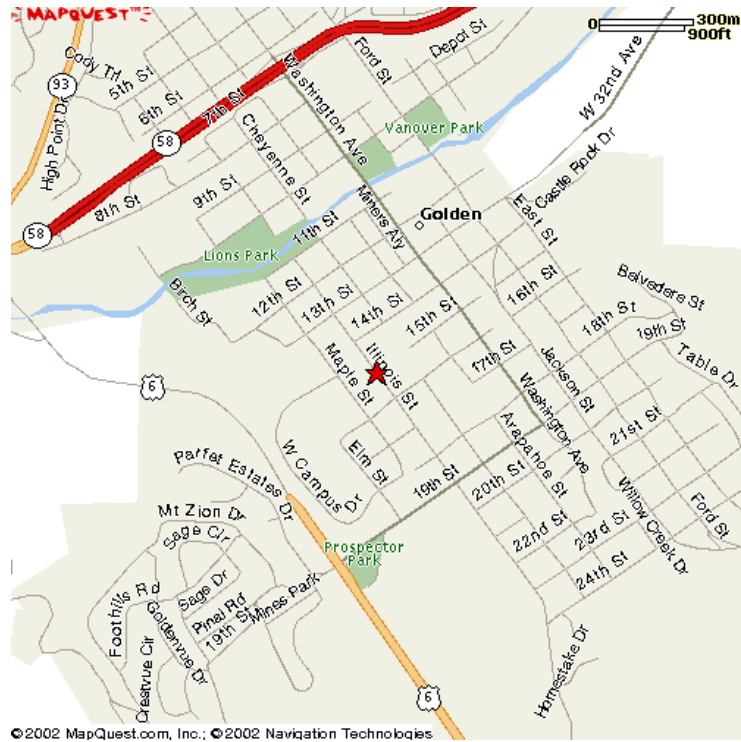 MAPQUEST™
0 300m
900ft
Cody Trl
5th St
6th St
7th St
Ford St
Depot St
W 32nd Ave
93
High Point Dr
58
Washington Ave
Vanover Park
Cheyenne St
Castle Rock Dr
9th St
8th St
58
Miners Aly
Golden
East St
11th St
Lions Park
Birch St
12th St
13th St
14th St
15th St
16th St
Belvedere St
18th St
19th St
Illinois St
Maple St
17th St
Jackson St
Table Dr
6
Washington Ave
Arapahoe St
21st St
Elm St
W Campus Dr
Parfet Estates Dr
19th St
20th St
Willow Creek Dr
Ford St
Mt Zion Dr
Sage Cir
22nd St
23rd St
24th St
Prospector
Park
Foothills Rd
Sage Dr
Pinal Rd
19th St
Mines Park
Goldenvue Dr
Crestvue Cir
Homestake Dr
6
©2002 MapQuest.com, Inc.; ©2002 Navigation Technologies